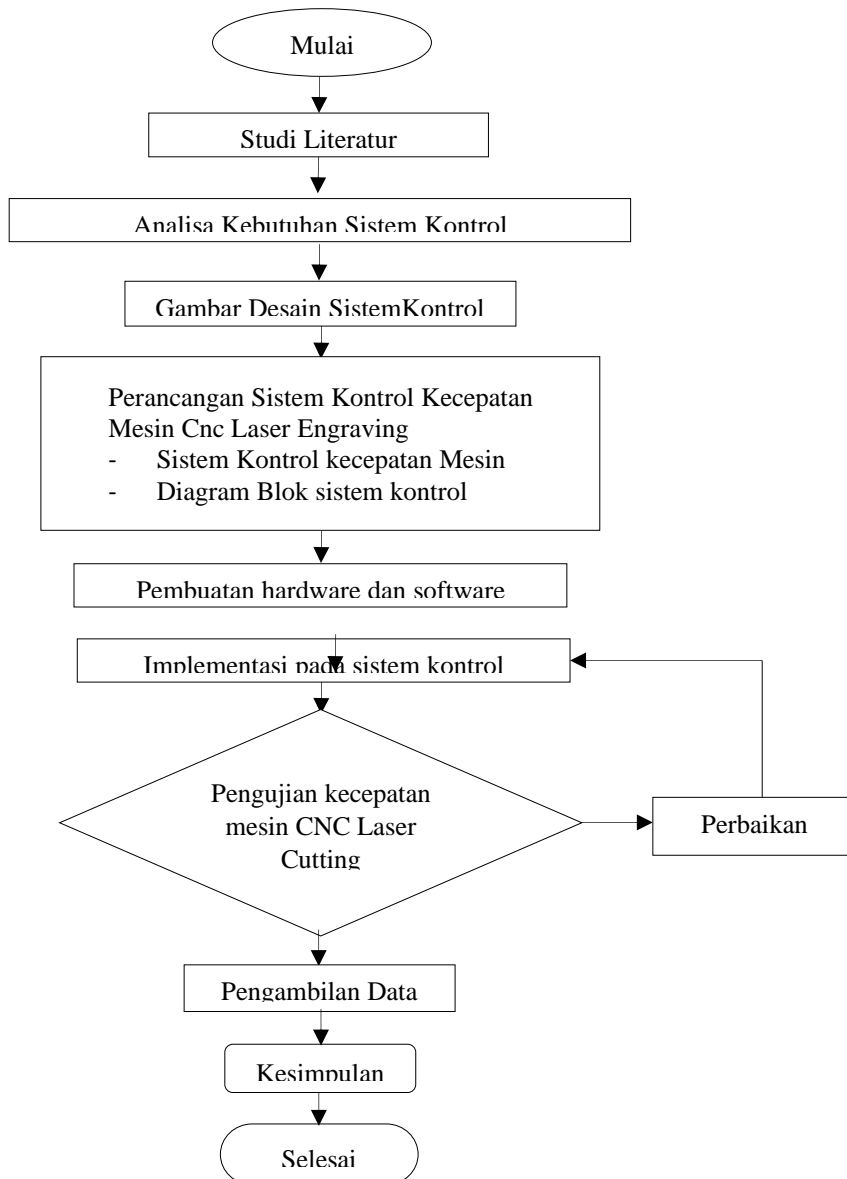 Mulai
Studi Literatur
Analisa Kebutuhan Sistem Kontrol
Gambar Desain SistemKontrol
Perancangan Sistem Kontrol Kecepatan
Mesin Cnc Laser Engraving
- Sistem Kontrol kecepatan Mesin
- Diagram Blok sistem kontrol
Pembuatan hardware dan software
Implementasi pada sistem kontrol
Pengujian kecepatan
mesin CNC Laser
Cutting
Perbaikan
Pengambilan Data
Kesimpulan
Selesai